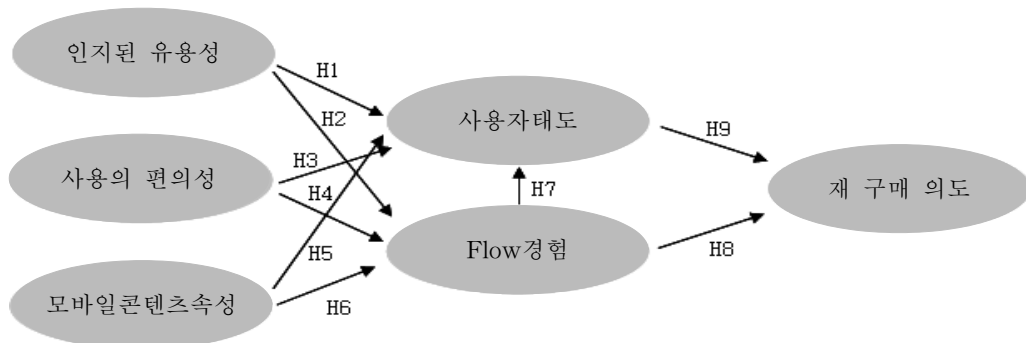 인지된 유용성
H1
사용자태도
H2
H9
H3
사용의 편의성
재 구매 의도
H4
H7
Flow경험
H5
H8
모바일콘텐츠속성
H6